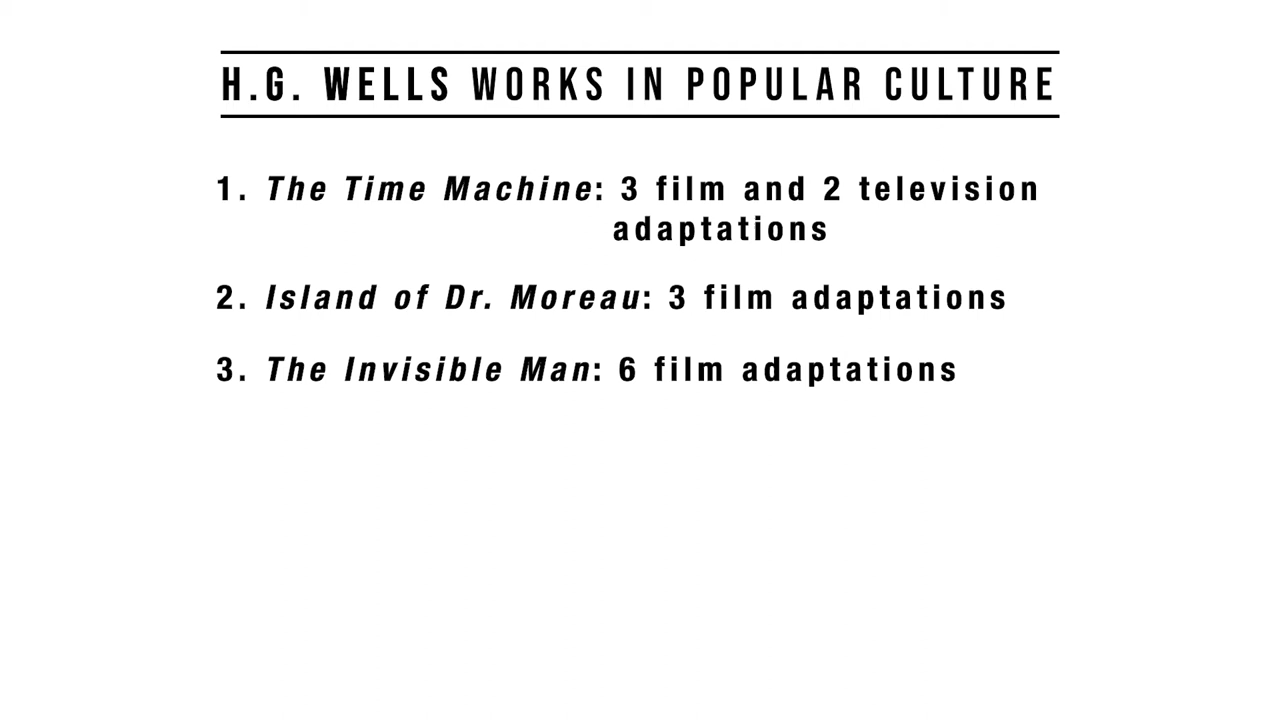 H.G. WELLS WORKS IN POPULAR CULTURE
1. The Time Machine: 3 film and 2 television
adaptations
2. Island of Dr. Moreau: 3 film adaptations
3. The Invisible Man: 6 film adaptations